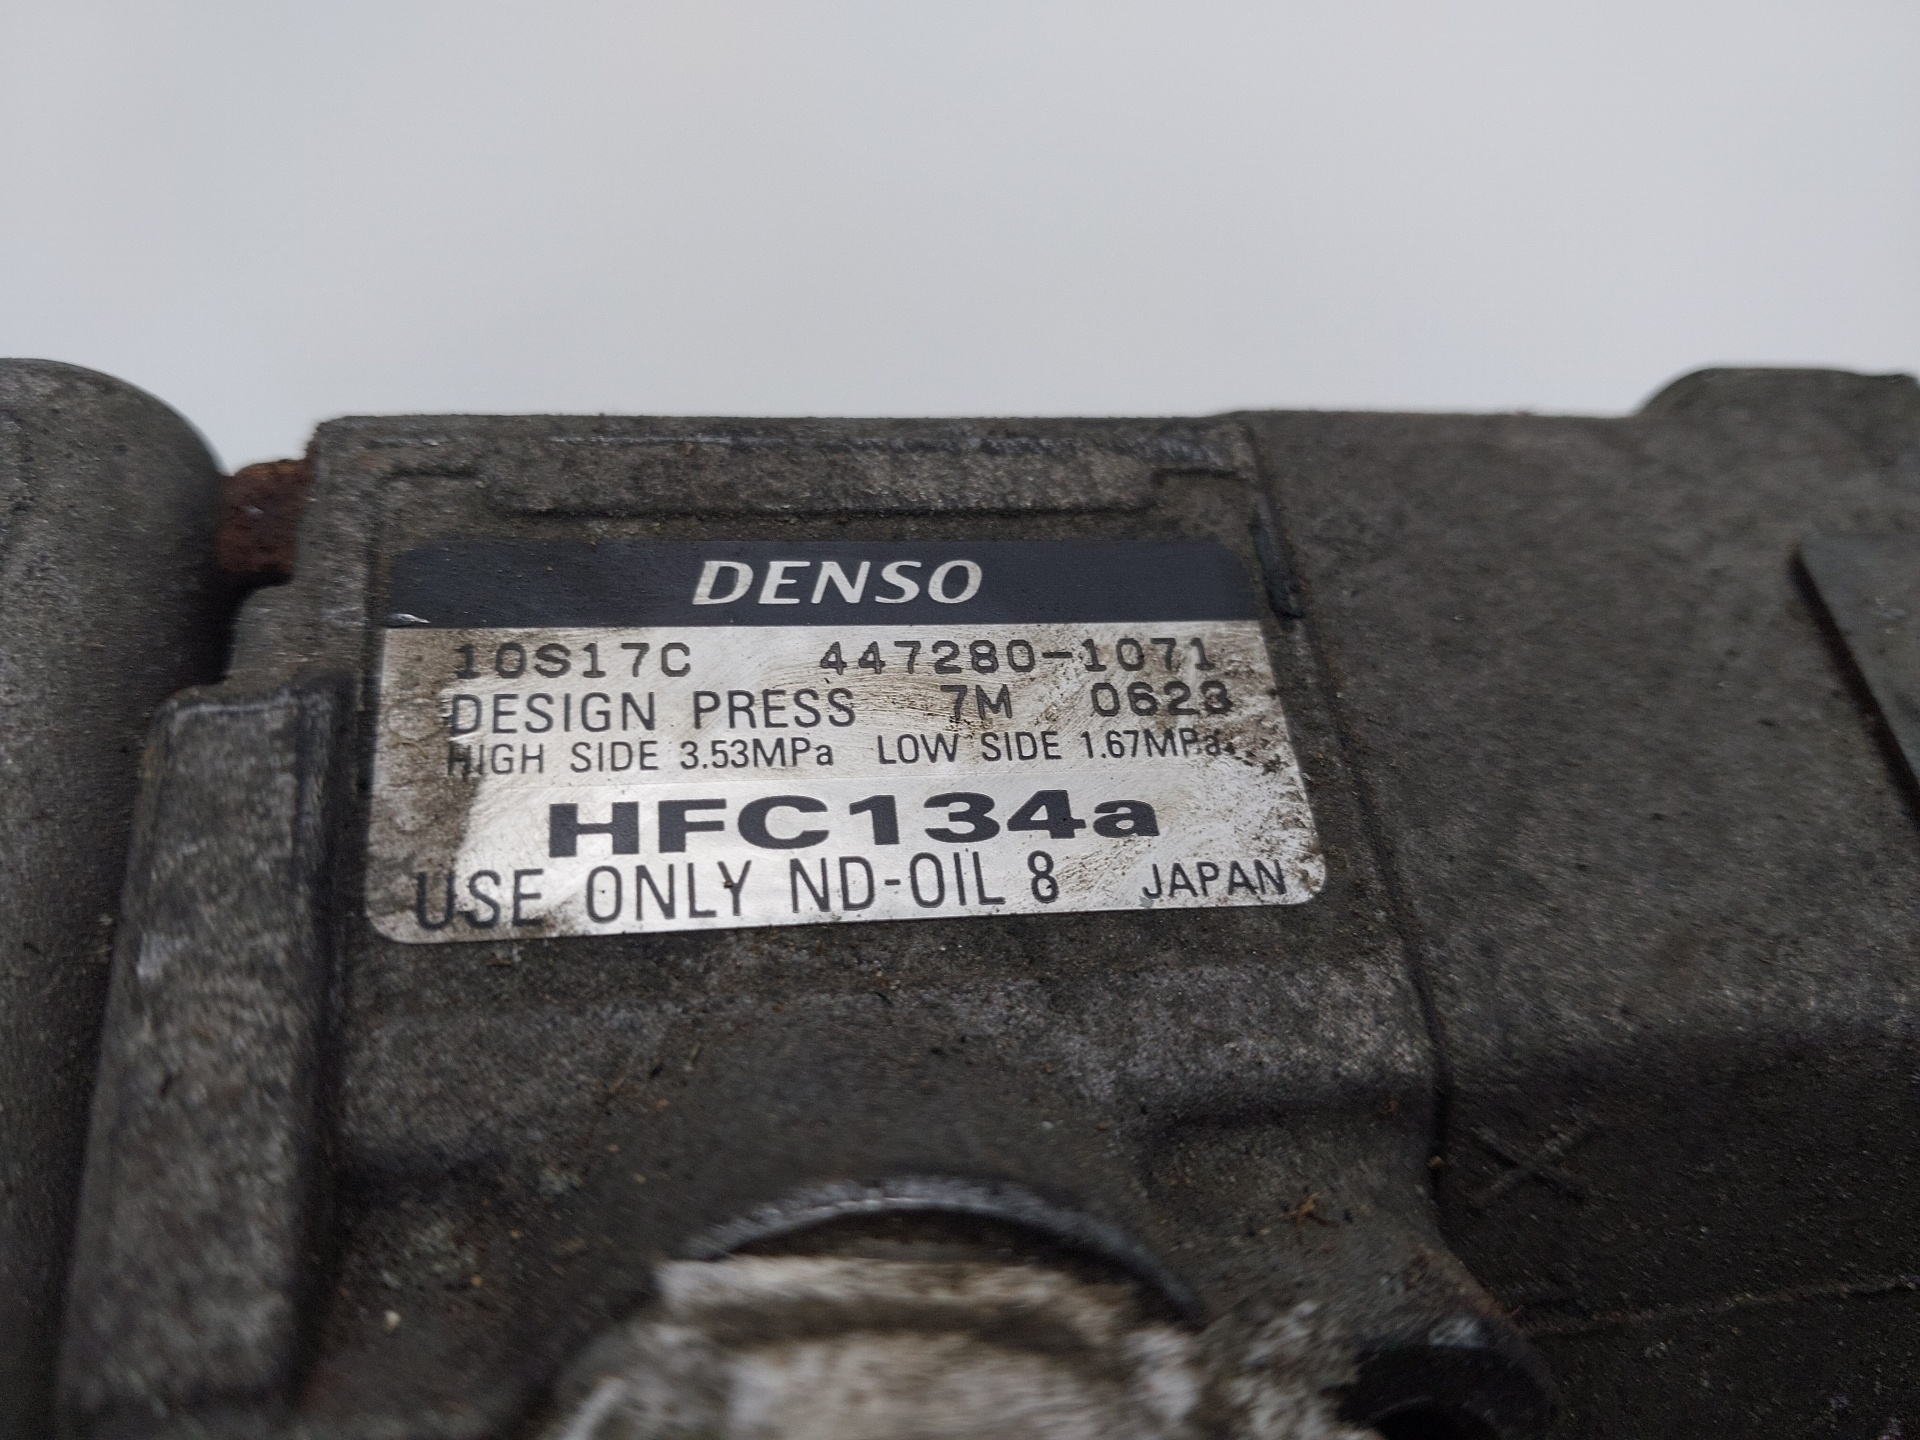 DENSO
10S17C 447280-1071
DESIGN PRESS 7M 0623
HIGH SIDE 3.53MPa LOW SIDE 1.67MPa
HFC134a
USE ONLY ND-OIL 8 JAPAN